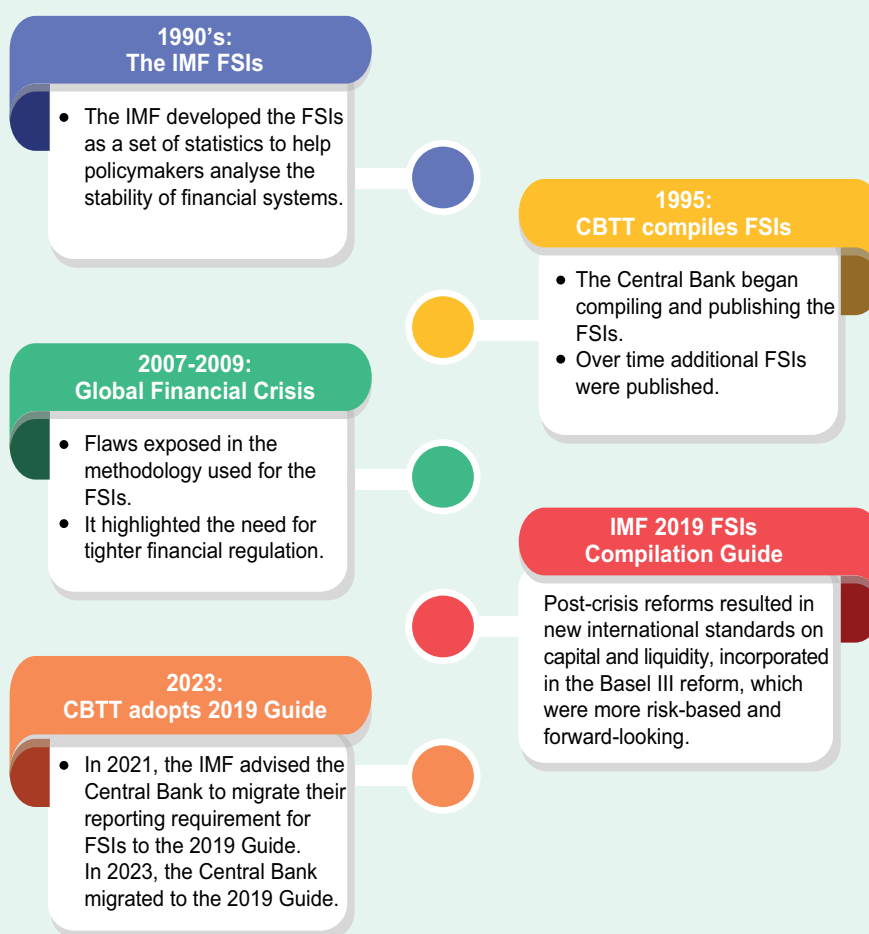 1990's:
The IMF FSIs
• The IMF developed the FSIs
as a set of statistics to help
policymakers analyse the
stability of financial systems.
1995:
CBTT compiles FSIs
• The Central Bank began
compiling and publishing the
FSIs.
• Over time additional FSIs
were published.
2007-2009:
Global Financial Crisis
• Flaws exposed in the
methodology used for the
FSIs.
• It highlighted the need for
tighter financial regulation.
IMF 2019 FSIs
Compilation Guide
Post-crisis reforms resulted in
new international standards on
capital and liquidity, incorporated
in the Basel III reform, which
were more risk-based and
forward-looking.
2023:
CBTT adopts 2019 Guide
• In 2021, the IMF advised the
Central Bank to migrate their
reporting requirement for
FSIs to the 2019 Guide.
In 2023, the Central Bank
migrated to the 2019 Guide.